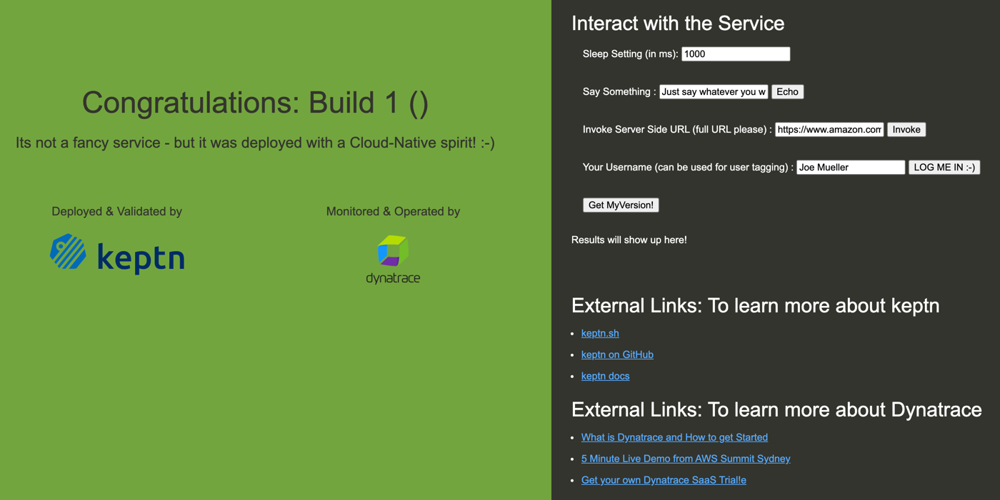 Congratulations: Build 1 ()
Its not a fancy service - but it was deployed with a Cloud-Native spirit! :-)
Deployed & Validated by
keptn
Monitored & Operated by
dynatrace
Interact with the Service
Sleep Setting (in ms): 1000
Say Something : Just say whatever you w Echo
Invoke Server Side URL (full URL please) : https://www.amazon.com Invoke
Your Username (can be used for user tagging) : Joe Mueller LOG ME IN :-)
Get MyVersion!
Results will show up here!
External Links: To learn more about keptn
• keptn.sh
• keptn on GitHub
• keptn docs
External Links: To learn more about Dynatrace
• What is Dynatrace and How to get Started
• 5 Minute Live Demo from AWS Summit Sydney
• Get your own Dynatrace SaaS Trial!e